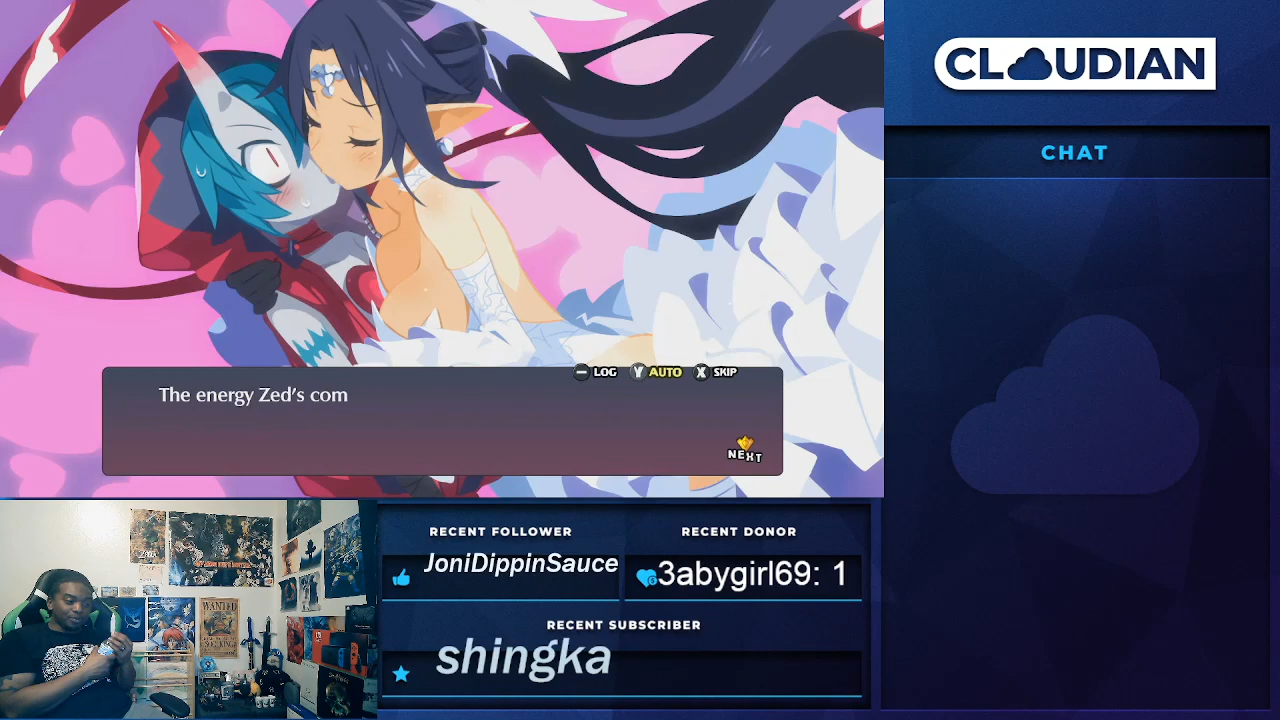 CLOUDIAN
CHAT
LOG
Y AUTO
X SKIP
The energy Zed's com
NEXT
RECENT FOLLOWER
JoniDippinSauce
RECENT DONOR
3abygirl69: 1
RECENT SUBSCRIBER
shingka
WANTED